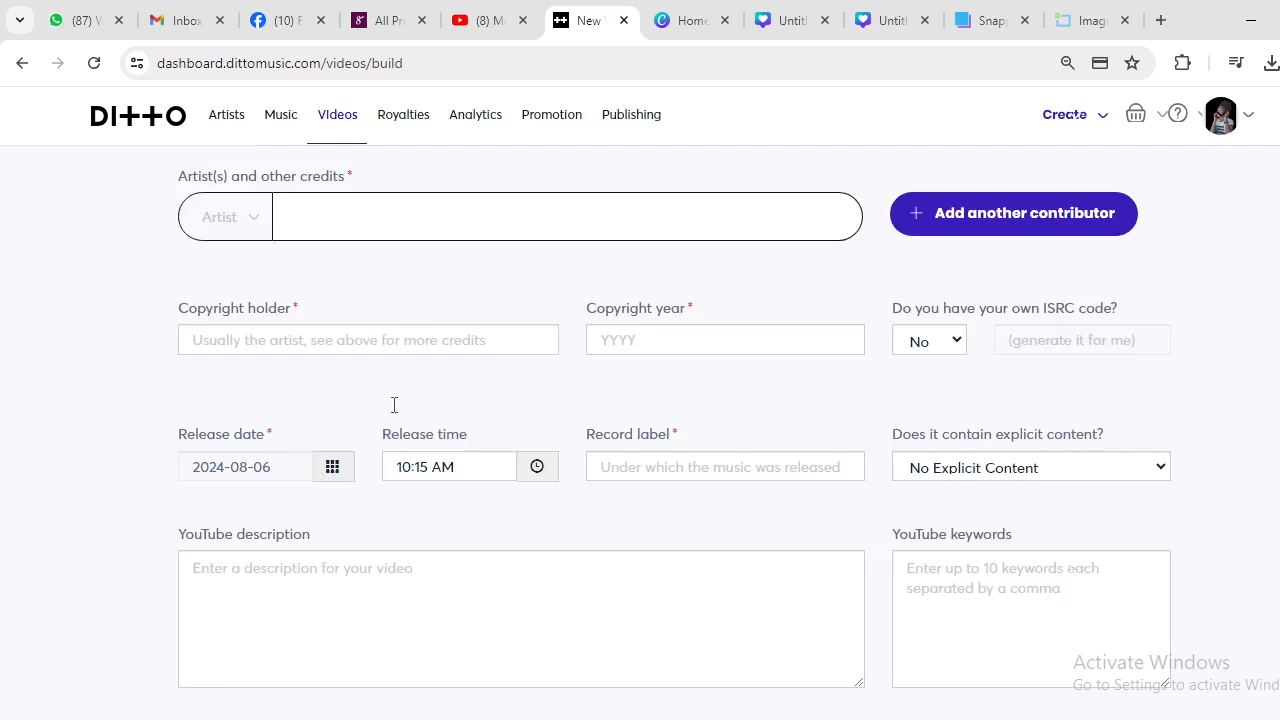 (87) W
Inbox
(10) F
All Pro
(8) M
New V
Home
Untitl
Untitl
Snap
Imag
dashboard.dittomusic.com/videos/build
DITTO
Artists
Music
Videos
Royalties
Analytics
Promotion
Publishing
Create
Artist(s) and other credits*
Artist
Add another contributor
Copyright holder*
Copyright year*
Do you have your own ISRC code?
Usually the artist, see above for more credits
YYYY
No
(generate it for me)
Release date*
Release time
Record label*
Does it contain explicit content?
2024-08-06
10:15 AM
Under which the music was released
No Explicit Content
YouTube description
YouTube keywords
Enter a description for your video
Enter up to 10 keywords each
separated by a comma
Activate Windows
Go to Settings to activate Wind